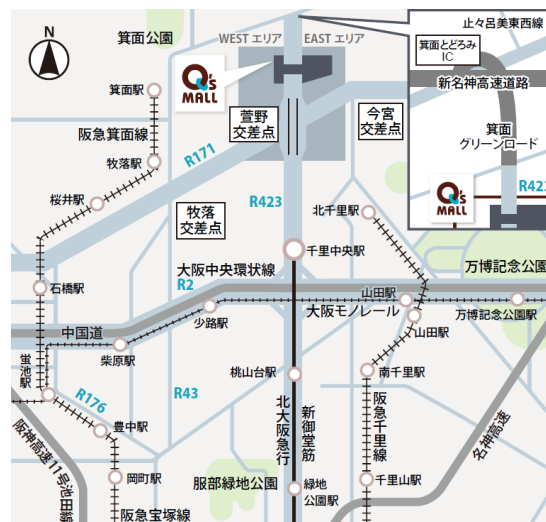 N
箕面公園
WEST エリア
EAST エリア
止々呂美東西線
箕面とどろみ
IC
新名神高速道路
Q's
MALL
箕面駅
萱野
交差点
今宮
交差点
箕面
グリーンロード
阪急箕面線
R171
牧落駅
Q's
MALL
R423
桜井駅
牧落
交差点
R423
北千里駅
千里中央駅
大阪中央環状線
R2
万博記念公園
石橋駅
山田駅
少路駅
大阪モノレール
万博記念公園駅
中国道
山田駅
柴原駅
蛍池駅
桃山台駅
南千里駅
R176
R43
豊中駅
北大阪急行
新御堂筋
阪急千里線
名神高速
阪神高速11号池田線
岡町駅
服部緑地公園
緑地
公園駅
千里山駅
阪急宝塚線